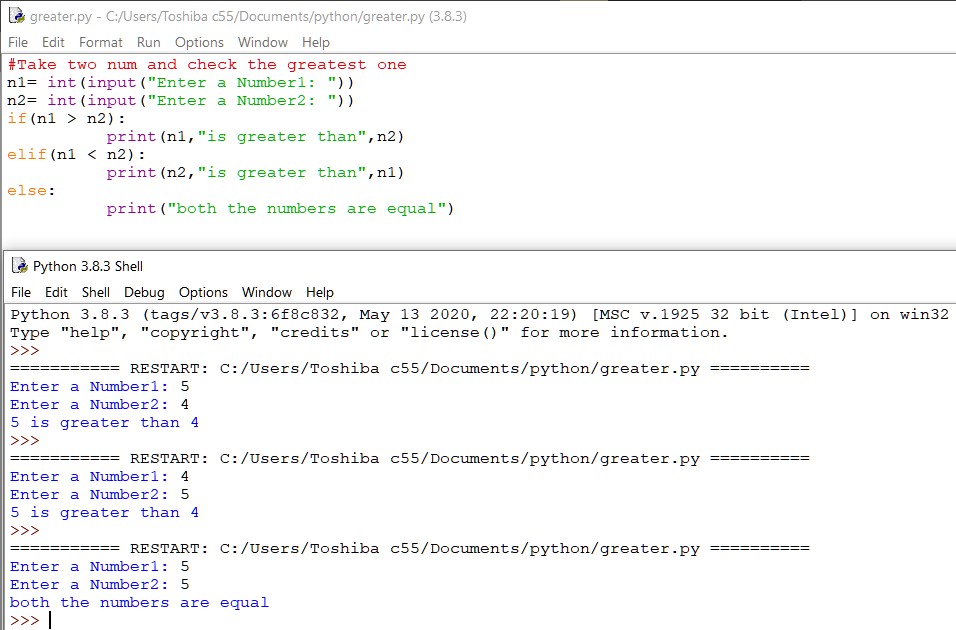 greater.py - C:/Users/Toshiba c55/Documents/python/greater.py (3.8.3)
File Edit Format Run Options Window Help
#Take two num and check the greatest one
n1= int(input("Enter a Number1: "))
n2= int(input("Enter a Number2: "))
if(n1 > n2):
          print(n1,"is greater than",n2)
elif(n1 < n2):
          print(n2,"is greater than",n1)
else:
          print("both the numbers are equal")
Python 3.8.3 Shell
File Edit Shell Debug Options Window Help
Python 3.8.3 (tags/v3.8.3:6f8c832, May 13 2020, 22:20:19) [MSC v.1925 32 bit (Intel)] on win32
Type "help", "copyright", "credits" or "license()" for more information.
>>>
=========== RESTART: C:/Users/Toshiba c55/Documents/python/greater.py ==========
Enter a Number1: 5
Enter a Number2: 4
5 is greater than 4
>>>
=========== RESTART: C:/Users/Toshiba c55/Documents/python/greater.py ==========
Enter a Number1: 4
Enter a Number2: 5
5 is greater than 4
>>>
=========== RESTART: C:/Users/Toshiba c55/Documents/python/greater.py ==========
Enter a Number1: 5
Enter a Number2: 5
both the numbers are equal
>>>